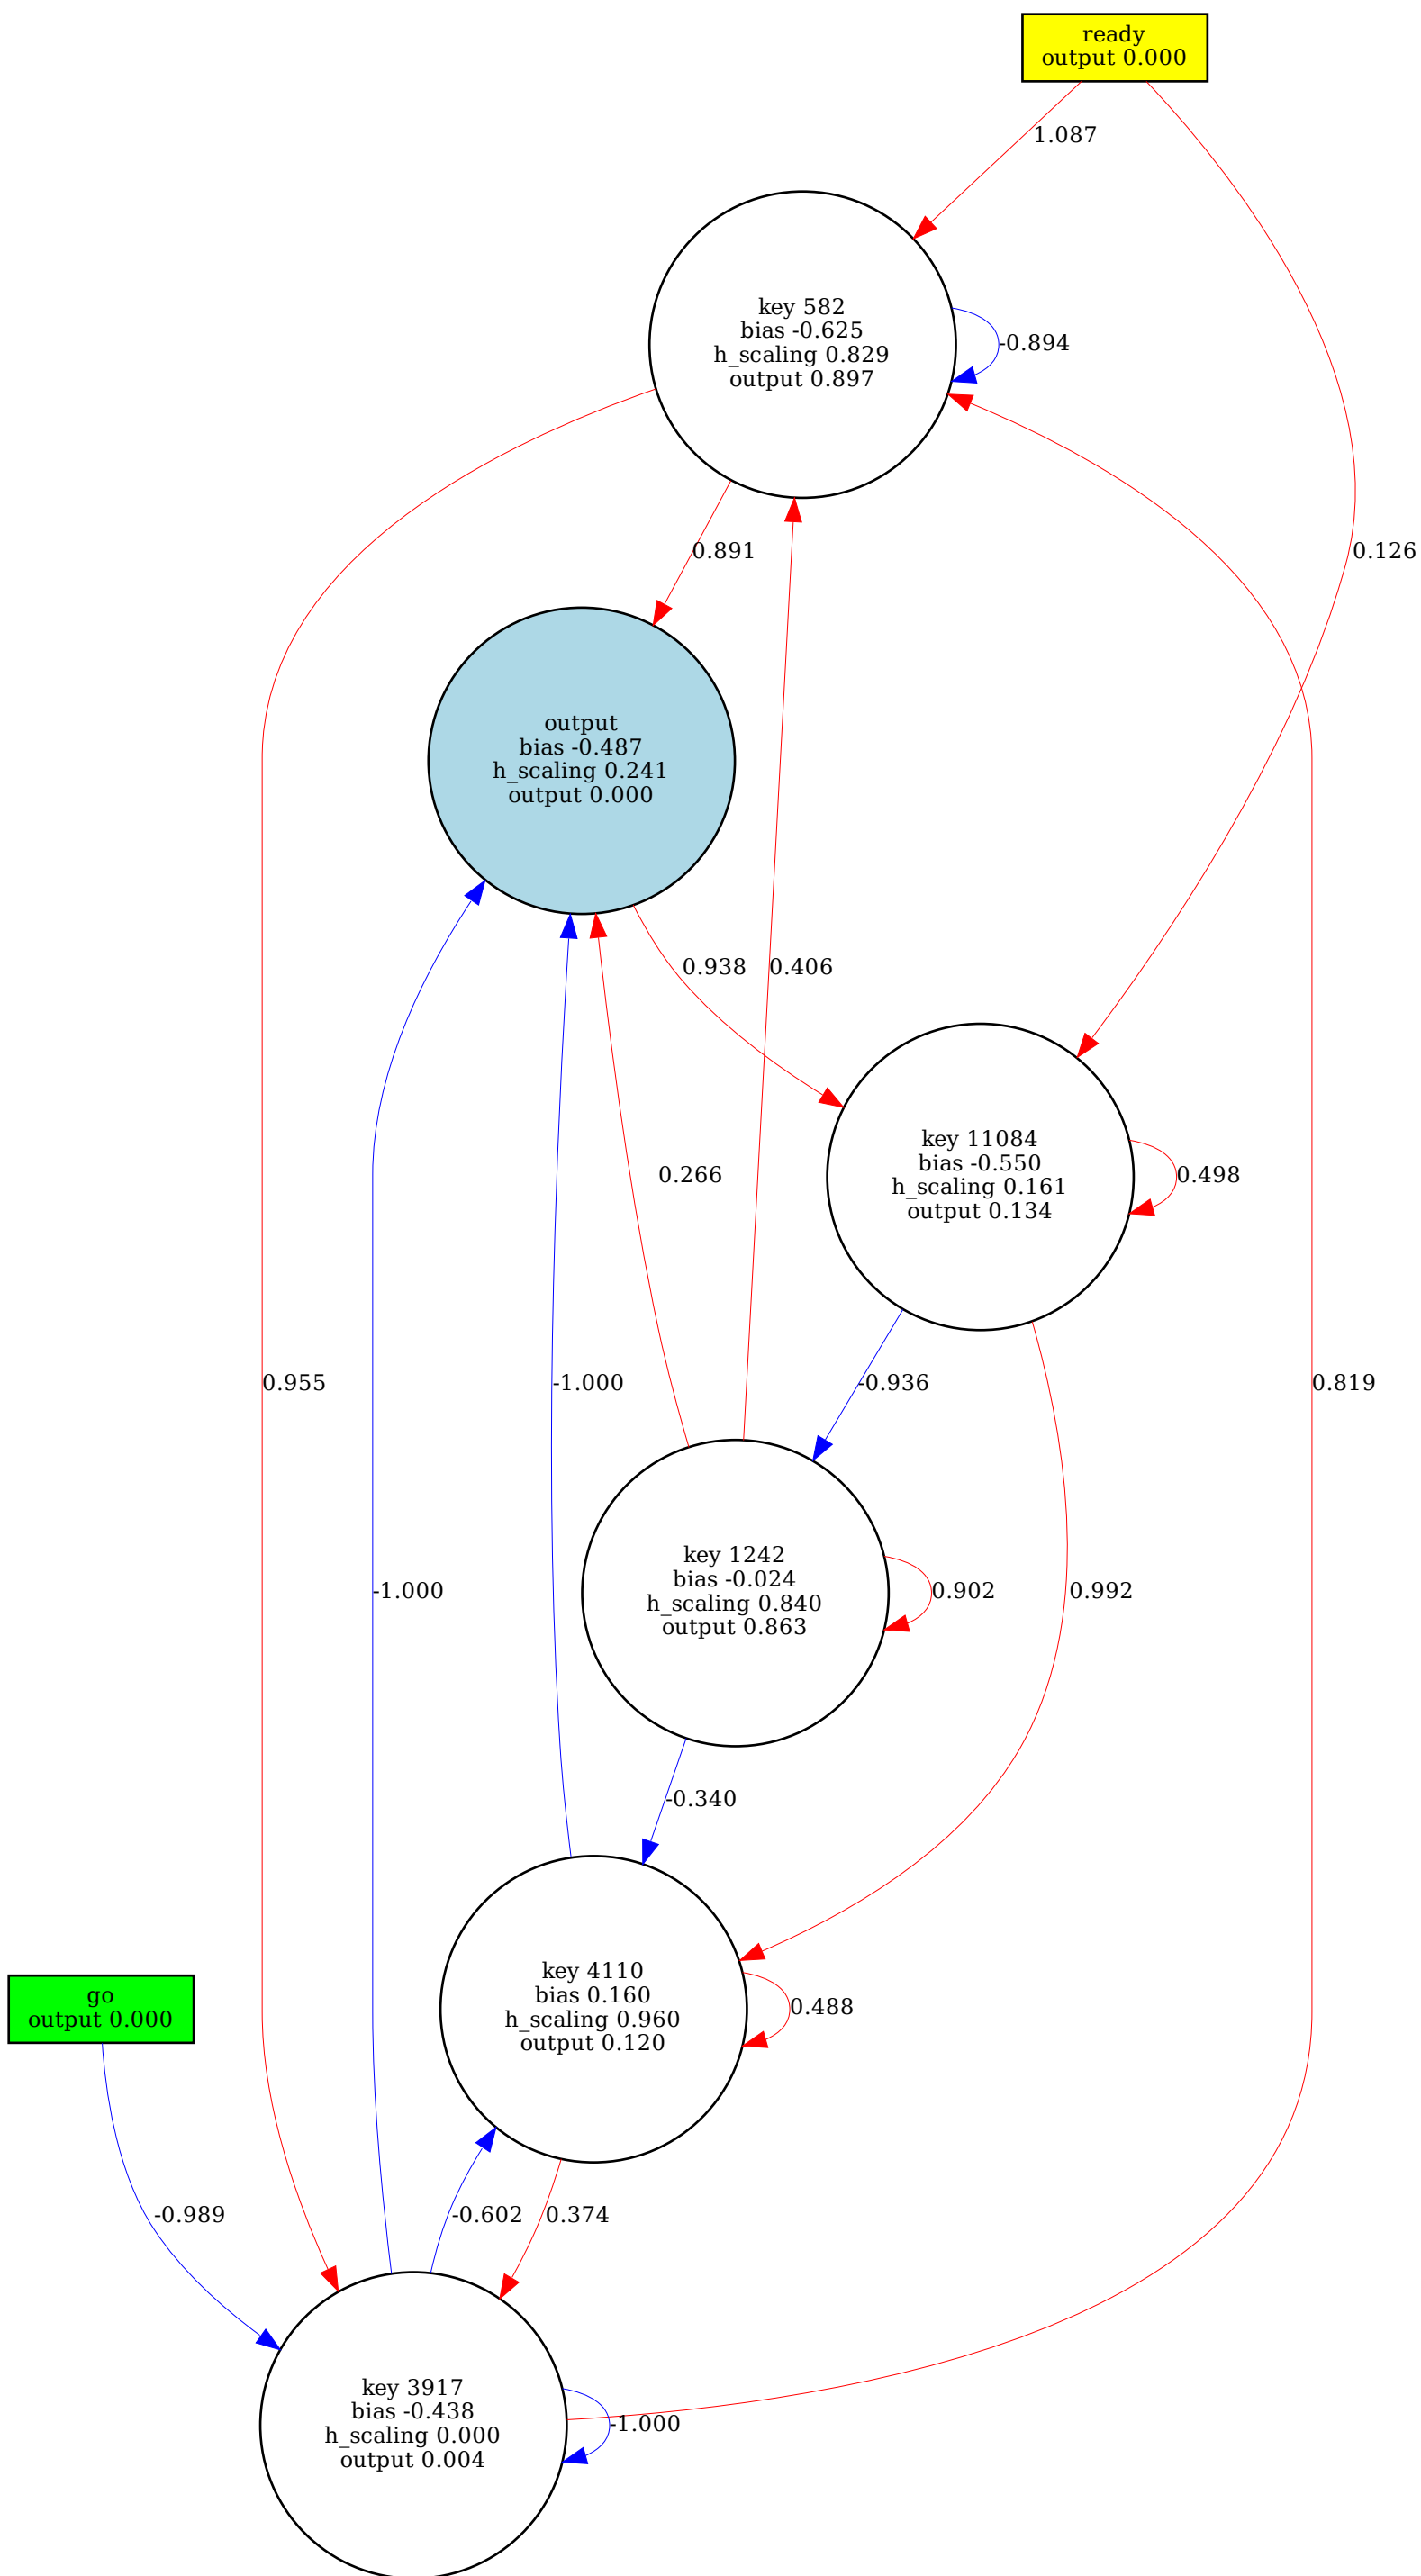 ready
output 0.000
1.087
key 582
bias -0.625
h_scaling 0.829
output 0.897
-0.894
0.891
0.126
output
bias -0.487
h_scaling 0.241
output 0.000
0.938
0.406
key 11084
bias -0.550
h_scaling 0.161
output 0.134
0.266
0.498
0.955
-1.000
-0.936
0.819
key 1242
bias -0.024
h_scaling 0.840
output 0.863
-1.000
0.902
0.992
-0.340
key 4110
bias 0.160
h_scaling 0.960
output 0.120
go
output 0.000
0.488
-0.989
-0.602
0.374
key 3917
bias -0.438
h_scaling 0.000
output 0.004
-1.000